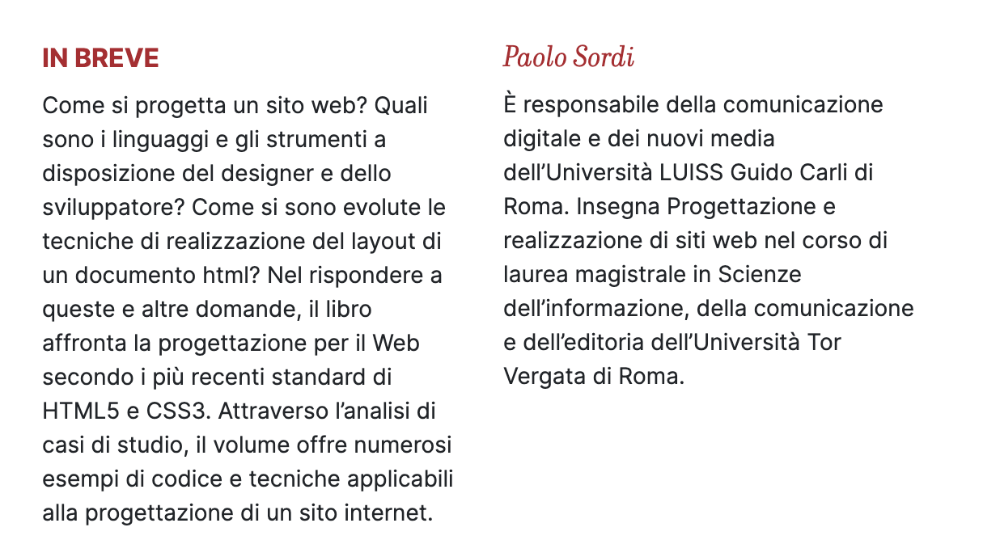 IN BREVE
Come si progetta un sito web? Quali
sono i linguaggi e gli strumenti a
disposizione del designer e dello
sviluppatore? Come si sono evolute le
tecniche di realizzazione del layout di
un documento html? Nel rispondere a
queste e altre domande, il libro
affronta la progettazione per il Web
secondo i più recenti standard di
HTML5 e CSS3. Attraverso l’analisi di
casi di studio, il volume offre numerosi
esempi di codice e tecniche applicabili
alla progettazione di un sito internet.
Paolo Sordi
È responsabile della comunicazione
digitale e dei nuovi media
dell’Università LUISS Guido Carli di
Roma. Insegna Progettazione e
realizzazione di siti web nel corso di
laurea magistrale in Scienze
dell’informazione, della comunicazione
e dell’editoria dell’Università Tor
Vergata di Roma.